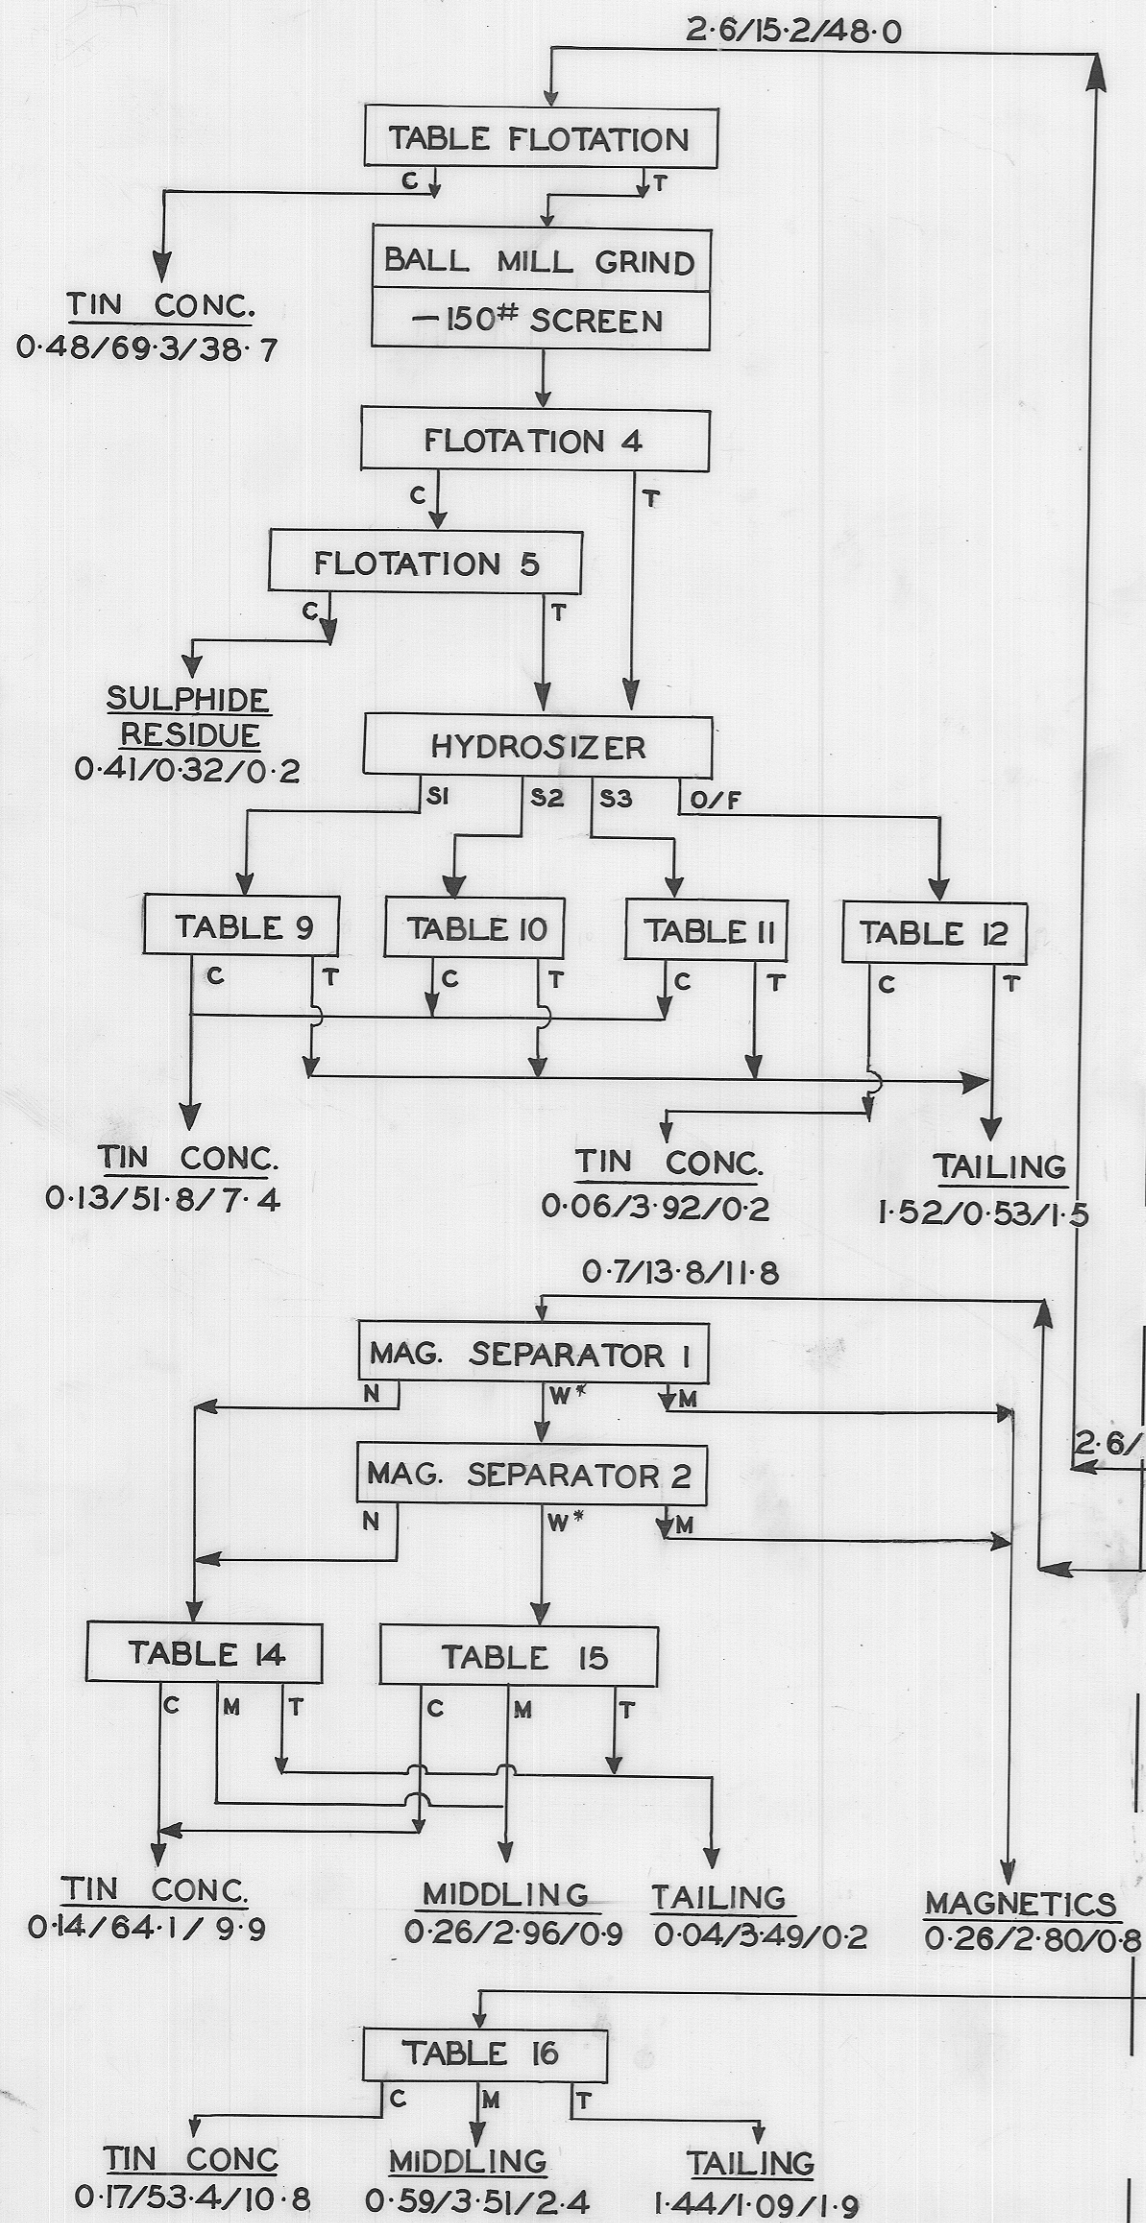 2·6/15·2/48·0
TABLE FLOTATION
C
T
BALL MILL GRIND
—150# SCREEN
TIN CONC.
0·48/69·3/38·7
FLOTATION 4
C
T
FLOTATION 5
C
T
SULPHIDE
RESIDUE
0·41/0·32/0·2
HYDROSIZER
S1
S2
S3
O/F
TABLE 9
TABLE 10
TABLE 11
TABLE 12
C
T
C
T
C
T
C
T
TIN CONC.
0·13/51·8/7·4
TIN CONC.
0·06/3·92/0·2
TAILING
1·52/0·53/1·5
0·7/13·8/11·8
MAG. SEPARATOR 1
N
W*
M
2·6/
MAG. SEPARATOR 2
N
W*
M
TABLE 14
TABLE 15
C
M
T
C
M
T
TIN CONC.
0·14/64·1/9·9
MIDDLING
0·26/2·96/0·9
TAILING
0·04/3·49/0·2
MAGNETICS
0·26/2·80/0·8
TABLE 16
C
M
T
TIN CONC
0·17/53·4/10·8
MIDDLING
0·59/3·51/2·4
TAILING
1·44/1·09/1·9